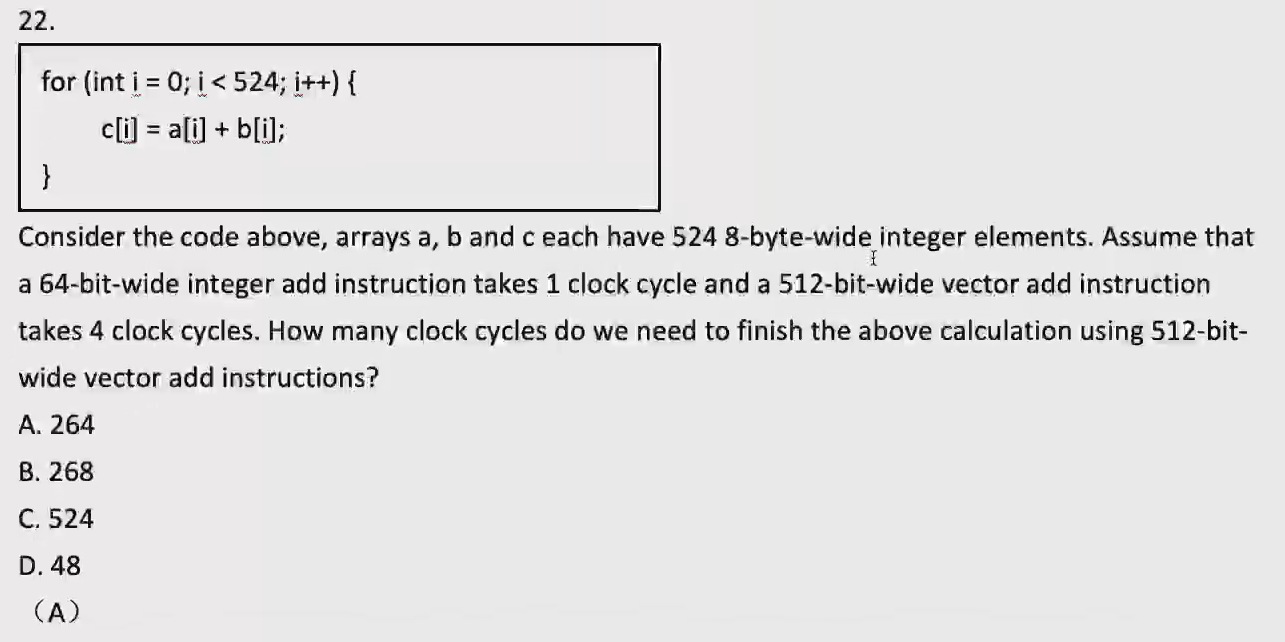 22.
for (int i = 0; i < 524; i++) {
c[i] = a[i] + b[i];
}
Consider the code above, arrays a, b and c each have 524 8-byte-wide integer elements. Assume that
a 64-bit-wide integer add instruction takes 1 clock cycle and a 512-bit-wide vector add instruction
takes 4 clock cycles. How many clock cycles do we need to finish the above calculation using 512-bit-
wide vector add instructions?
A. 264
B. 268
C. 524
D. 48
（A）